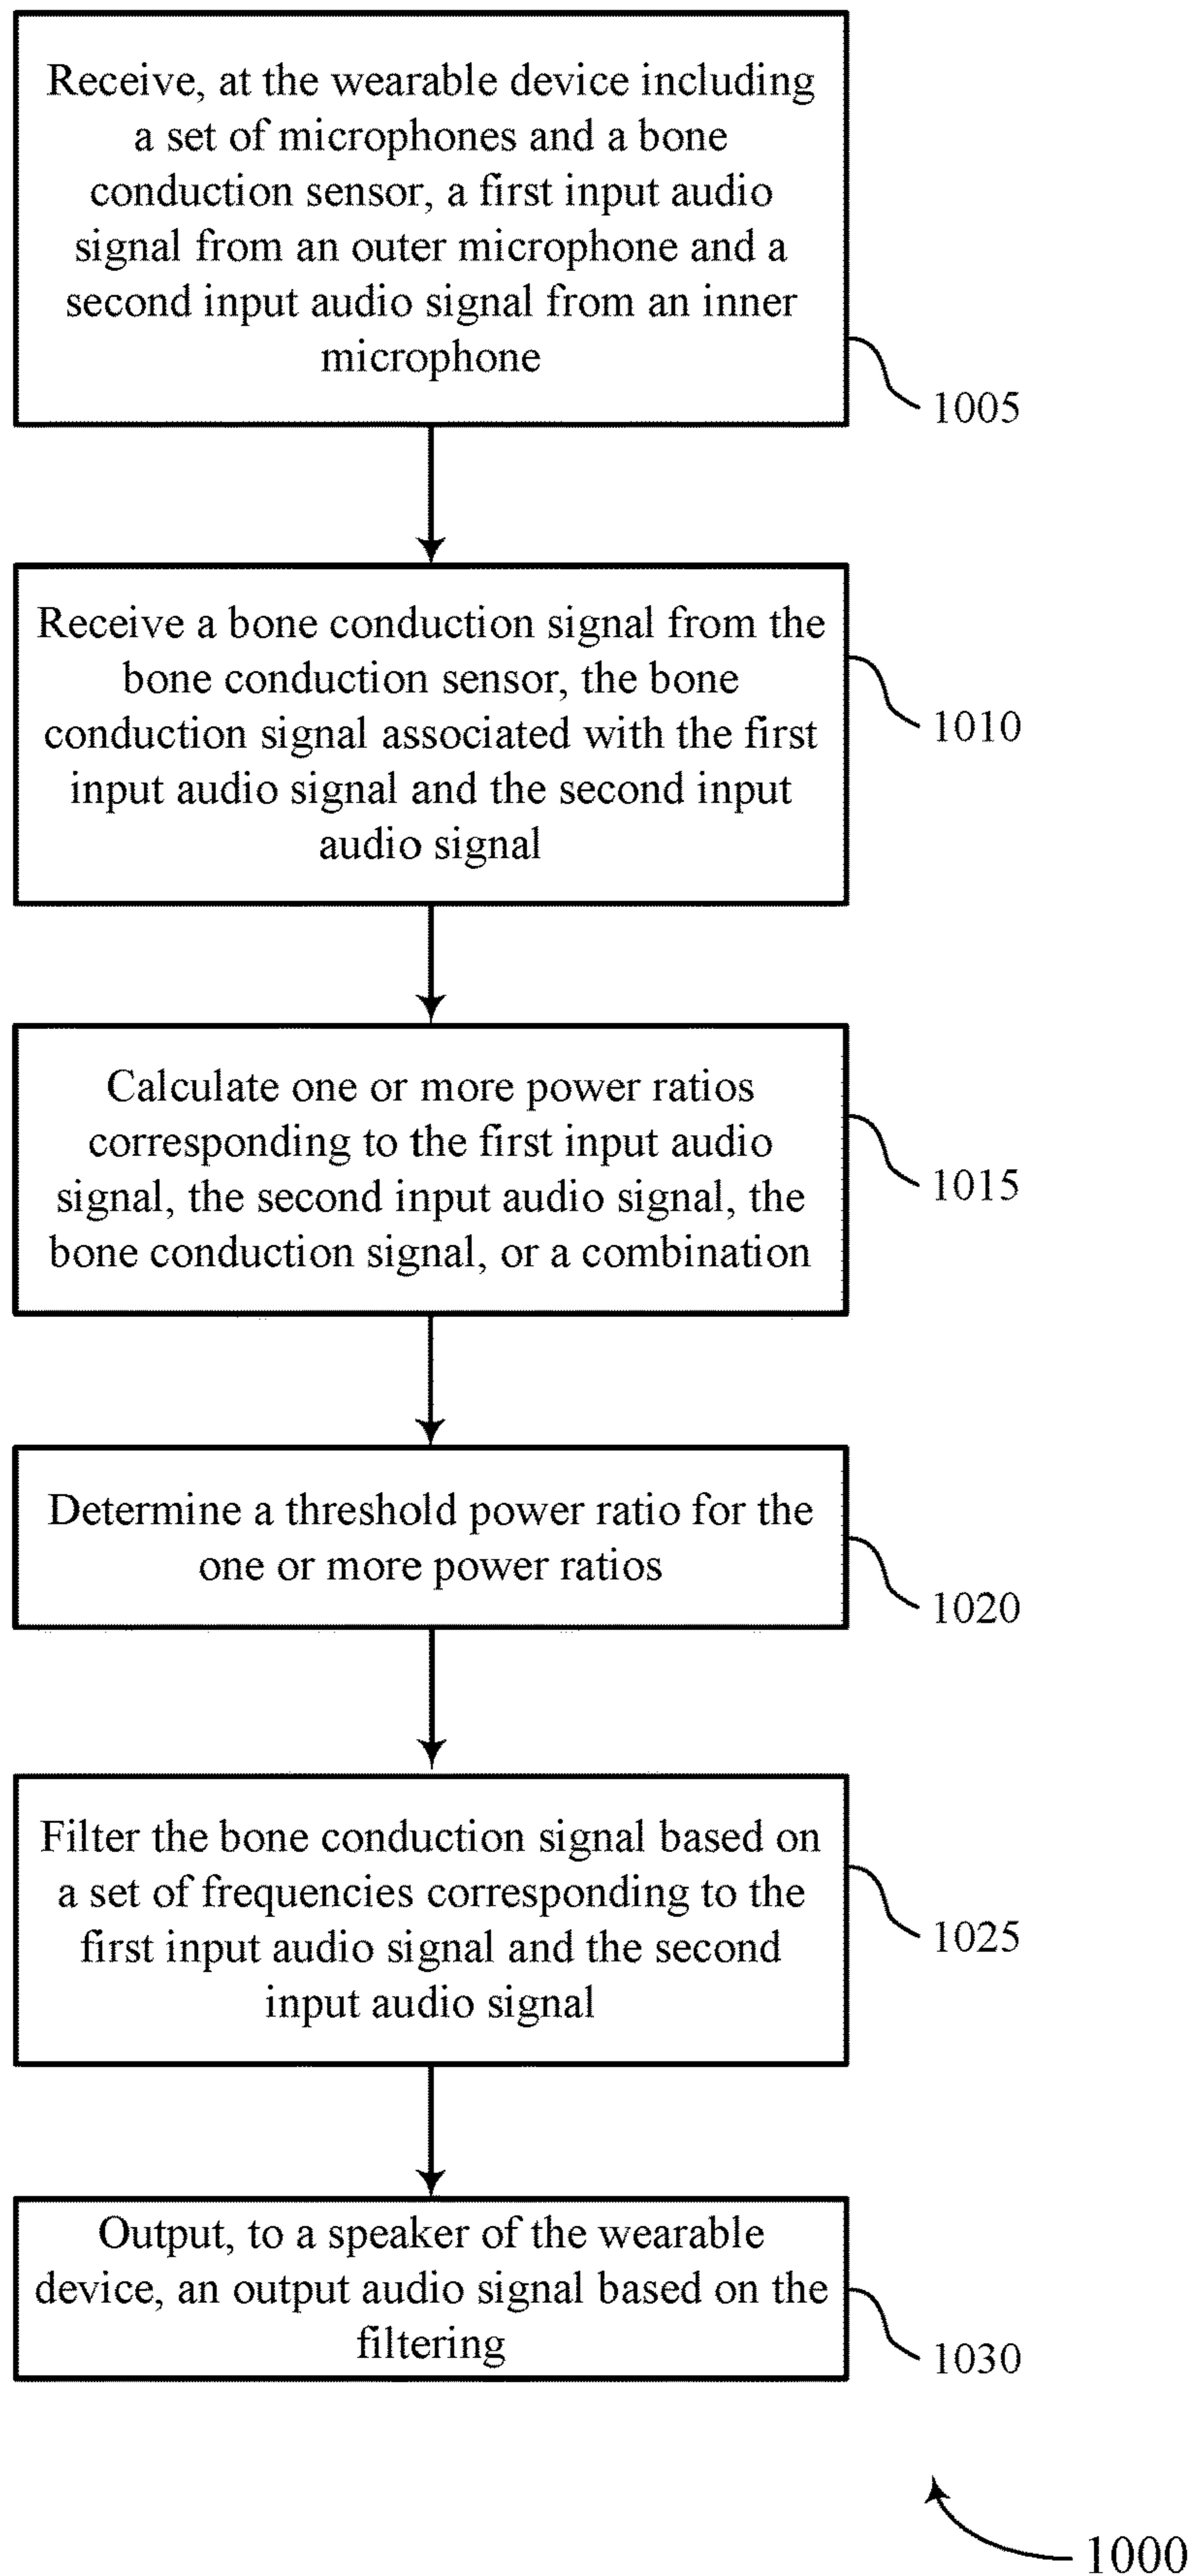 Receive, at the wearable device including
a set of microphones and a bone
conduction sensor, a first input audio
signal from an outer microphone and a
second input audio signal from an inner
microphone
1005
Receive a bone conduction signal from the
bone conduction sensor, the bone
conduction signal associated with the first
input audio signal and the second input
audio signal
1010
Calculate one or more power ratios
corresponding to the first input audio
signal, the second input audio signal, the
bone conduction signal, or a combination
1015
Determine a threshold power ratio for the
one or more power ratios
1020
Filter the bone conduction signal based on
a set of frequencies corresponding to the
first input audio signal and the second
input audio signal
1025
Output, to a speaker of the wearable
device, an output audio signal based on the
filtering
1030
1000